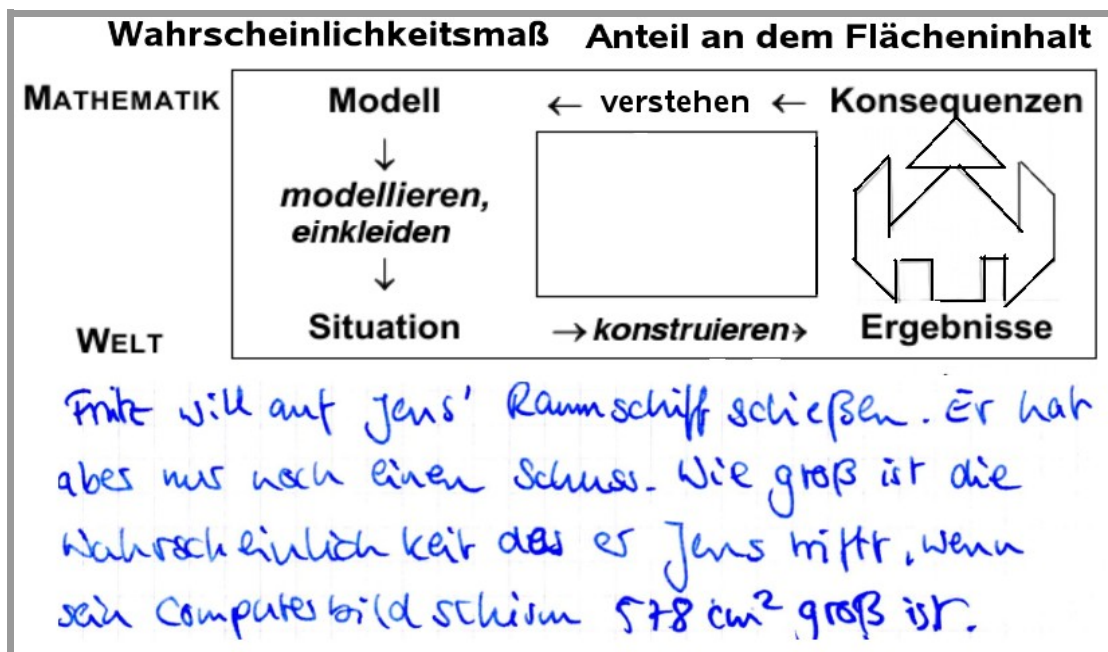 Wahrscheinlichkeitsmaß Anteil an dem Flächeninhalt
MATHEMATIK Modell ← verstehen ← Konsequenzen
↓
modellieren,
einkleiden
↓
WELT Situation → konstruieren → Ergebnisse
Fritz will auf Jens' Raumschiff schießen. Er hat
aber nur noch einen Schuss. Wie groß ist die
Wahrscheinlichkeit das er Jens trifft, wenn
sein Computerbildschirm 578 cm² groß ist.